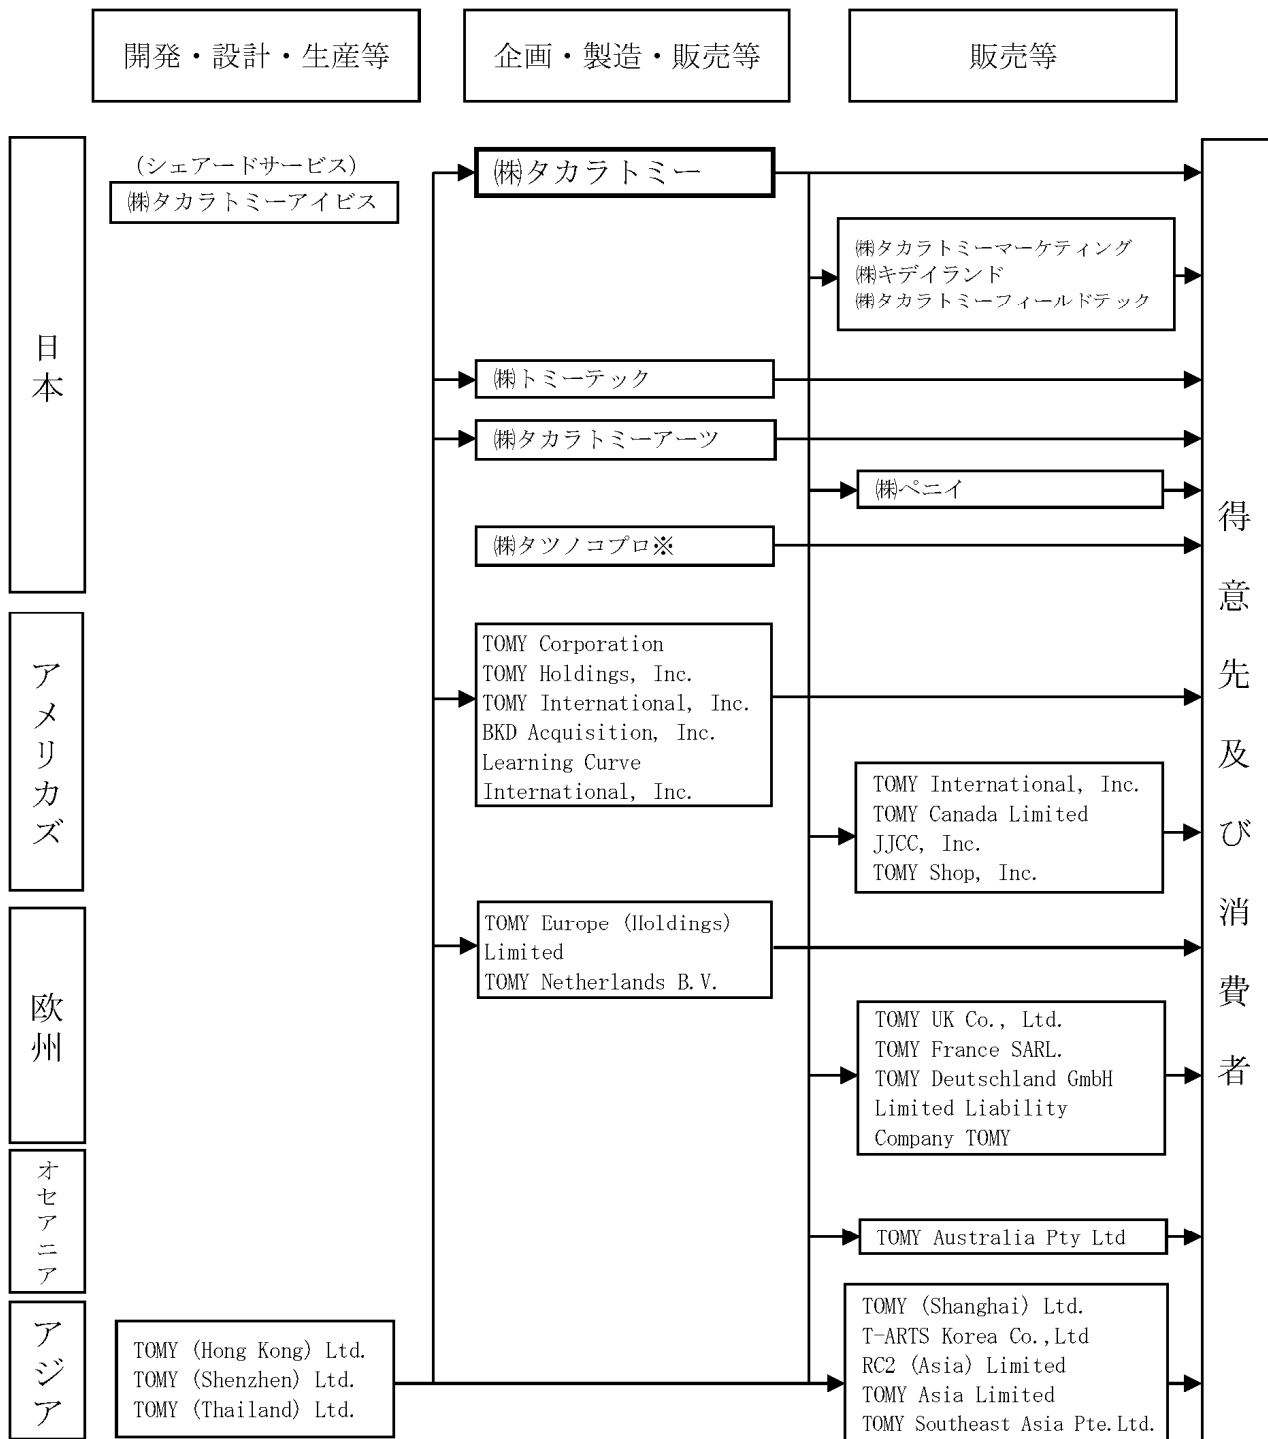 開発・設計・生産等
企画・製造・販売等
販売等
日本
(シェアードサービス)
㈱タカラトミーアイビス
㈱タカラトミー
㈱タカラトミーマーケティング
㈱キデイランド
㈱タカラトミーフィールドテック
㈱トミーテック
㈱タカラトミーアーツ
㈱ペニイ
㈱タツノコプロ※
アメリカズ
TOMY Corporation
TOMY Holdings, Inc.
TOMY International, Inc.
BKD Acquisition, Inc.
Learning Curve
International, Inc.
TOMY International, Inc.
TOMY Canada Limited
JJCC, Inc.
TOMY Shop, Inc.
欧州
TOMY Europe (Holdings)
Limited
TOMY Netherlands B.V.
TOMY UK Co., Ltd.
TOMY France SARL.
TOMY Deutschland GmbH
Limited Liability
Company TOMY
オセアニア
TOMY Australia Pty Ltd
アジア
TOMY (Hong Kong) Ltd.
TOMY (Shenzhen) Ltd.
TOMY (Thailand) Ltd.
TOMY (Shanghai) Ltd.
T-ARTS Korea Co.,Ltd
RC2 (Asia) Limited
TOMY Asia Limited
TOMY Southeast Asia Pte.Ltd.
得意先及び消費者